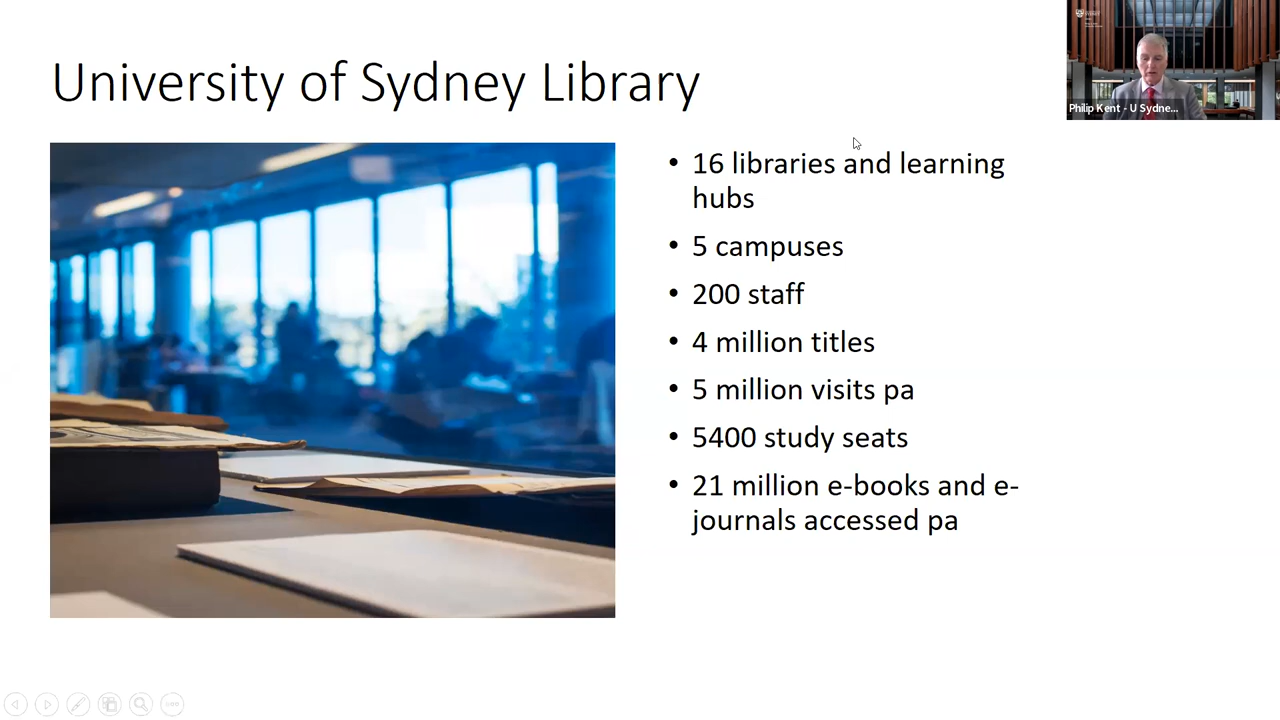 University of Sydney Library
Philip Kent - U Sydne...
• 16 libraries and learning
hubs
• 5 campuses
• 200 staff
• 4 million titles
• 5 million visits pa
• 5400 study seats
• 21 million e-books and e-
journals accessed pa